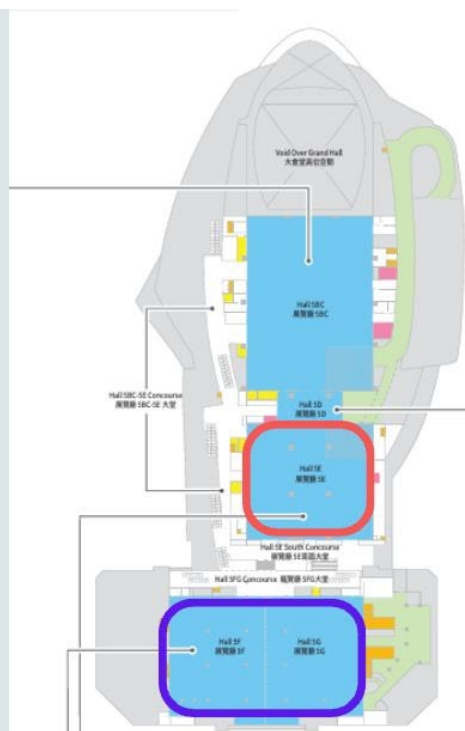 Void Over Grand Hall
大會堂高位空間
Hall 5BC
展覽廳 5BC
Hall 5BC-5E Concourse
展覽廳 5BC-5E 大堂
Hall 5D
展覽廳 5D
Hall 5E
展覽廳 5E
Hall 5E South Concourse
展覽廳 5E南面大堂
Hall 5FG Concourse 展覽廳 5FG大堂
Hall 5F
展覽廳 5F
Hall 5G
展覽廳 5G